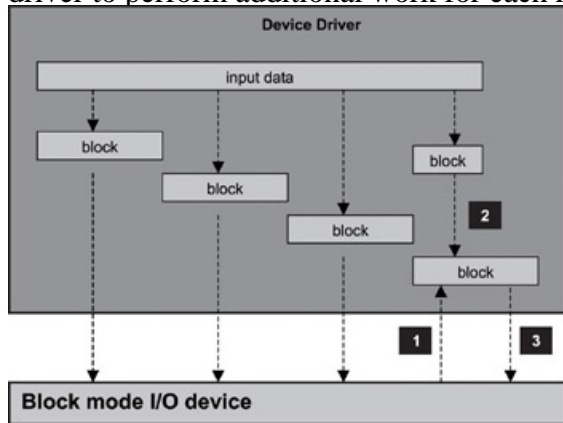 driver to perform additional work for each
Device Driver
input data
block
block
block
block
2
block
1
3
Block mode I/O device